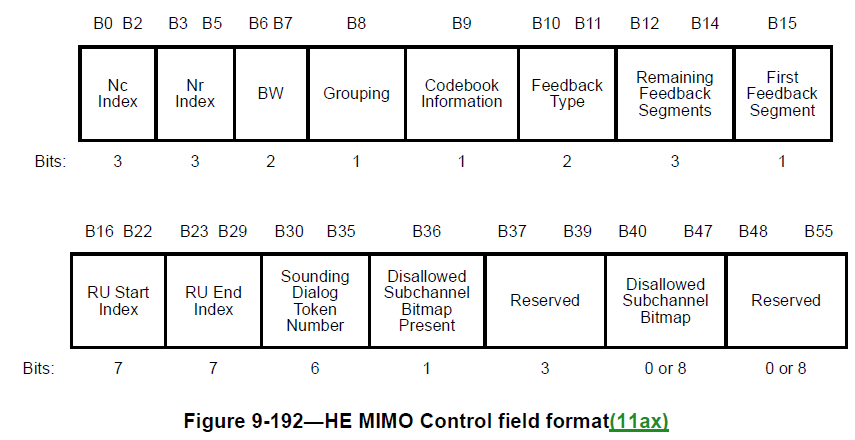 B0 B2 B3 B5 B6 B7 B8 B9 B10 B11 B12 B14 B15
Nc Index
Nr Index
BW
Grouping
Codebook Information
Feedback Type
Remaining Feedback Segments
First Feedback Segment
Bits: 3 3 2 1 1 2 3 1
B16 B22 B23 B29 B30 B35 B36 B37 B39 B40 B47 B48 B55
RU Start Index
RU End Index
Sounding Dialog Token Number
Disallowed Subchannel Bitmap Present
Reserved
Disallowed Subchannel Bitmap
Reserved
Bits: 7 7 6 1 3 0 or 8 0 or 8
Figure 9-192—HE MIMO Control field format(11ax)